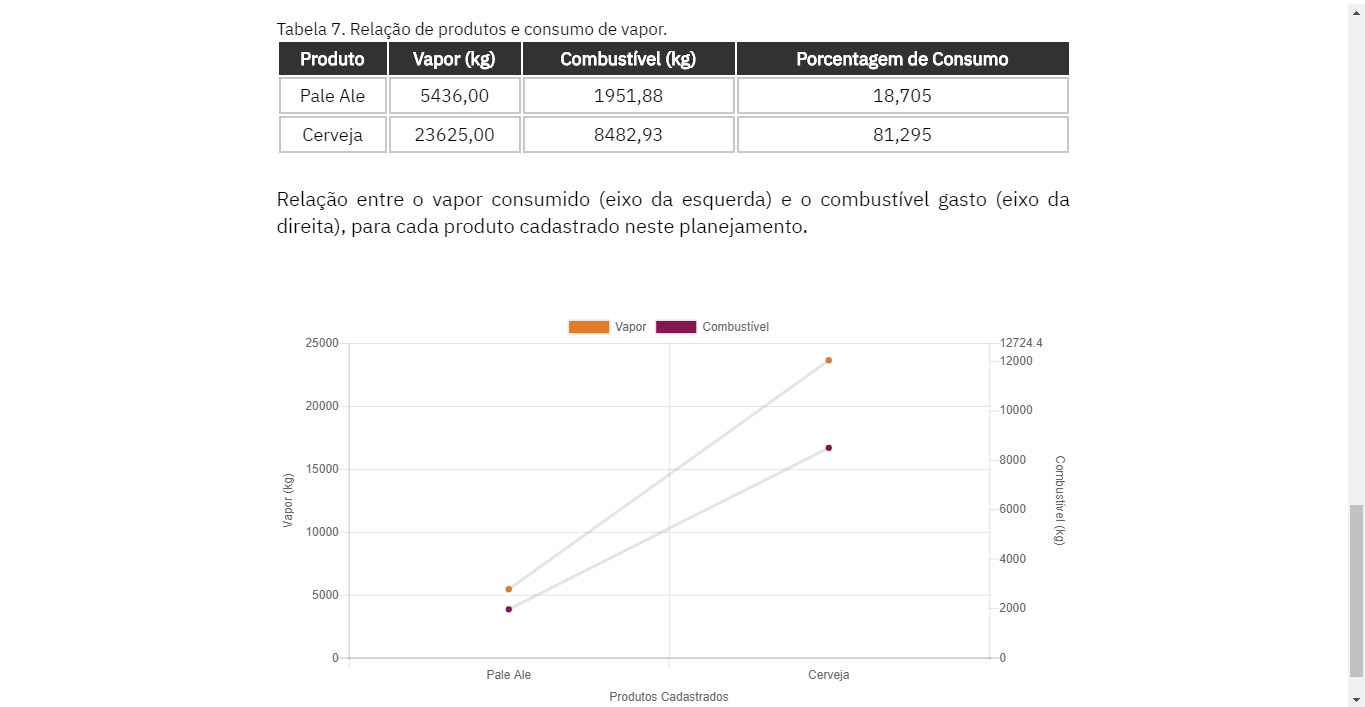 Tabela 7. Relação de produtos e consumo de vapor.
Produto Vapor (kg) Combustível (kg) Porcentagem de Consumo
Pale Ale 5436,00 1951,88 18,705
Cerveja 23625,00 8482,93 81,295
Relação entre o vapor consumido (eixo da esquerda) e o combustível gasto (eixo da
direita), para cada produto cadastrado neste planejamento.
Vapor Combustível
25000 12724.4
12000
20000 10000
15000 8000
6000
10000
4000
5000 2000
0 0
Vapor (kg)
Combustível (kg)
Pale Ale Cerveja
Produtos Cadastrados